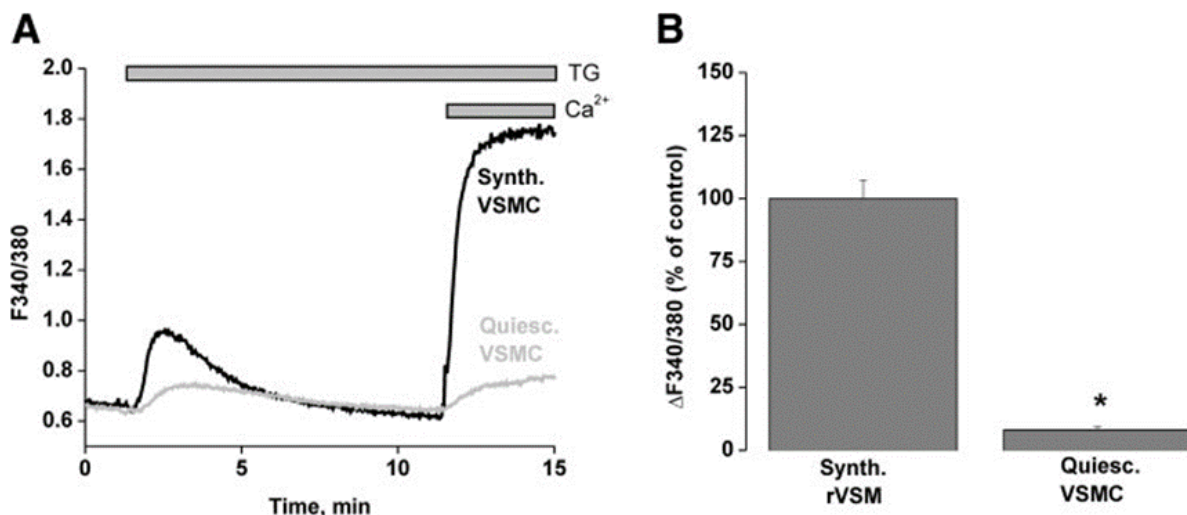 A
2.0
1.8
1.6
1.4
1.2
1.0
0.8
0.6
F340/380
TG
Ca²⁺
Synth.
VSMC
Quiesc.
VSMC
0
5
10
15
Time, min
B
150
125
100
75
50
25
0
ΔF340/380 (% of control)
*
Synth.
rVSM
Quiesc.
VSMC